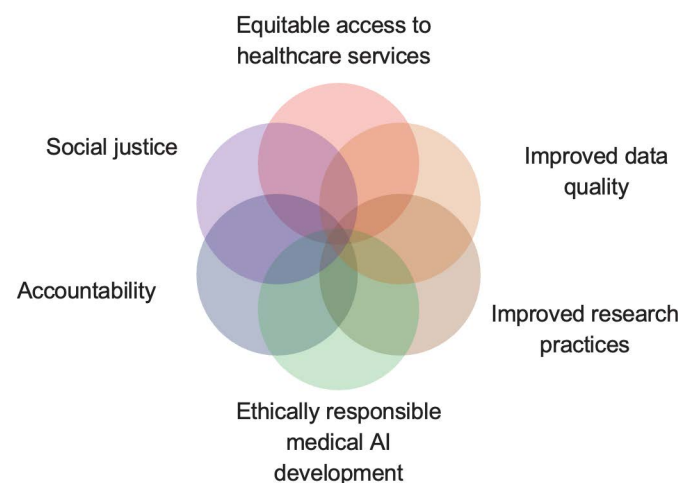 Equitable access to
healthcare services
Social justice
Improved data
quality
Accountability
Improved research
practices
Ethically responsible
medical AI
development